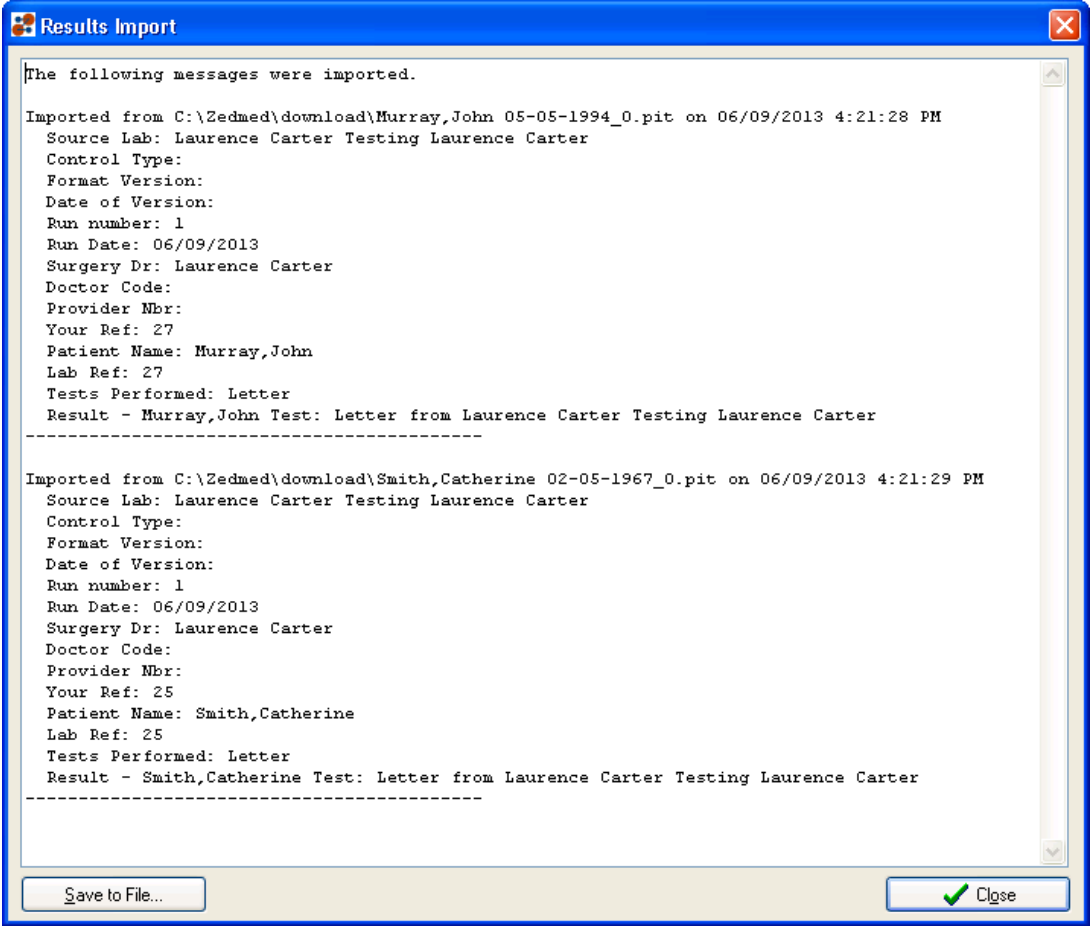 Results Import
The following messages were imported.
Imported from C:\Zedmed\download\Murray,John 05-05-1994_0.pit on 06/09/2013 4:21:28 PM
Source Lab: Laurence Carter Testing Laurence Carter
Control Type:
Format Version:
Date of Version:
Run number: 1
Run Date: 06/09/2013
Surgery Dr: Laurence Carter
Doctor Code:
Provider Nbr:
Your Ref: 27
Patient Name: Murray,John
Lab Ref: 27
Tests Performed: Letter
Result - Murray,John Test: Letter from Laurence Carter Testing Laurence Carter
-------------------------------------------
Imported from C:\Zedmed\download\Smith,Catherine 02-05-1967_0.pit on 06/09/2013 4:21:29 PM
Source Lab: Laurence Carter Testing Laurence Carter
Control Type:
Format Version:
Date of Version:
Run number: 1
Run Date: 06/09/2013
Surgery Dr: Laurence Carter
Doctor Code:
Provider Nbr:
Your Ref: 25
Patient Name: Smith,Catherine
Lab Ref: 25
Tests Performed: Letter
Result - Smith,Catherine Test: Letter from Laurence Carter Testing Laurence Carter
-------------------------------------------
Save to File... Close